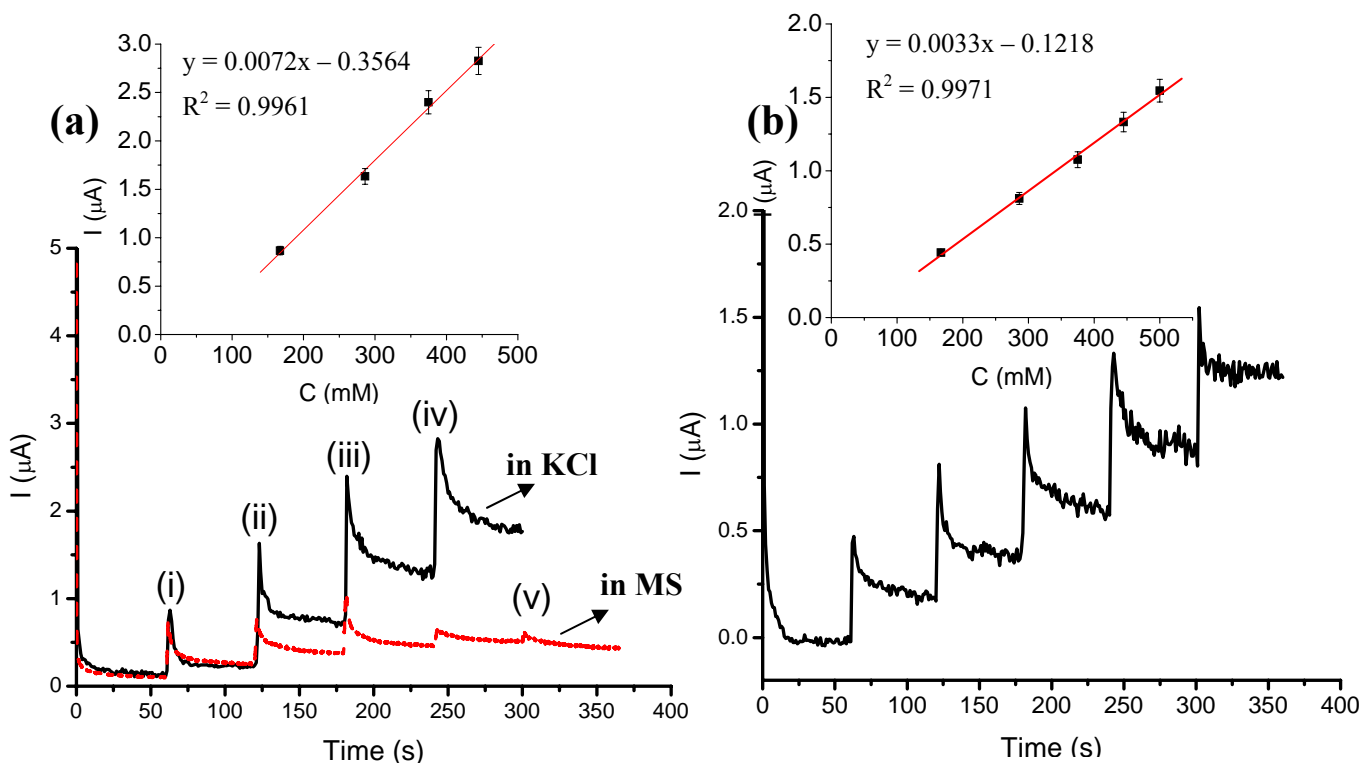 (a)
y = 0.0072x – 0.3564
R² = 0.9961
3.0
2.5
2.0
1.5
1.0
0.5
0.0
I (μA)
0 100 200 300 400 500
C (mM)
5
4
3
2
1
0
I (μA)
(i)
(ii)
(iii)
(iv)
(v)
in KCl
in MS
0 50 100 150 200 250 300 350 400
Time (s)
(b)
y = 0.0033x – 0.1218
R² = 0.9971
2.0
1.5
1.0
0.5
0.0
I (μA)
0 100 200 300 400 500
C (mM)
2.0
1.5
1.0
0.5
0.0
I (μA)
0 50 100 150 200 250 300 350 400
Time (s)